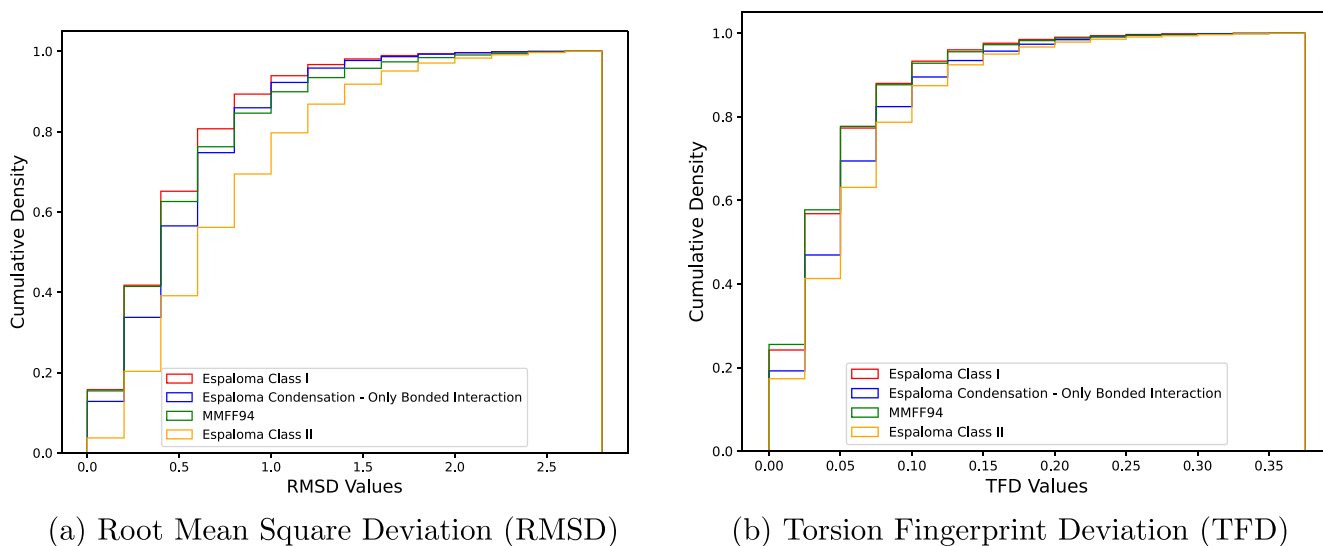 1.0
0.8
0.6
0.4
0.2
0.0
Cumulative Density
Espaloma Class I
Espaloma Condensation - Only Bonded Interaction
MMFF94
Espaloma Class II
0.0 0.5 1.0 1.5 2.0 2.5
RMSD Values
(a) Root Mean Square Deviation (RMSD)
1.0
0.8
0.6
0.4
0.2
0.0
Cumulative Density
Espaloma Class I
Espaloma Condensation - Only Bonded Interaction
MMFF94
Espaloma Class II
0.00 0.05 0.10 0.15 0.20 0.25 0.30 0.35
TFD Values
(b) Torsion Fingerprint Deviation (TFD)